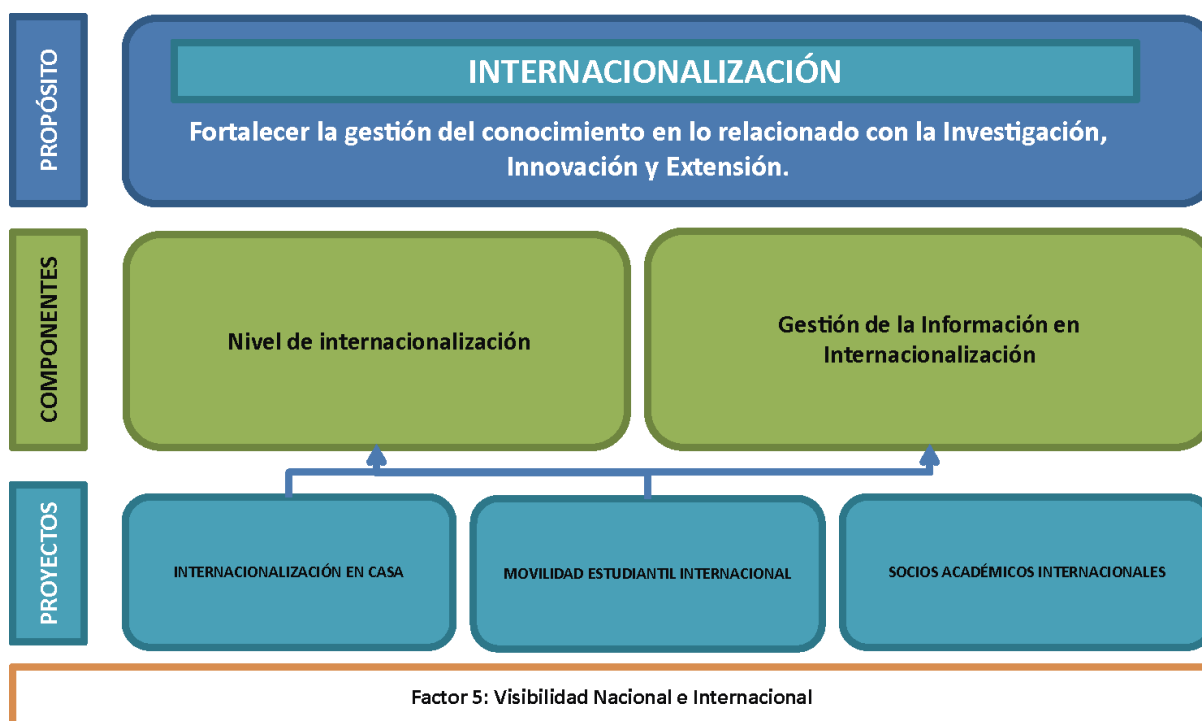 PROPÓSITO
INTERNACIONALIZACIÓN
Fortalecer la gestión del conocimiento en lo relacionado con la Investigación,
Innovación y Extensión.
COMPONENTES
Nivel de internacionalización
Gestión de la Información en
Internacionalización
PROYECTOS
INTERNACIONALIZACIÓN EN CASA
MOVILIDAD ESTUDIANTIL INTERNACIONAL
SOCIOS ACADÉMICOS INTERNACIONALES
Factor 5: Visibilidad Nacional e Internacional